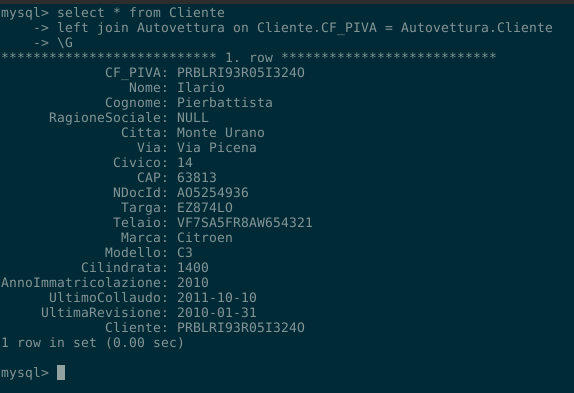 mysql> select * from Cliente
-> left join Autovettura on Cliente.CF_PIVA = Autovettura.Cliente
-> \G
*************************** 1. row ***************************
CF_PIVA: PRBLRI93R05I324O
Nome: Ilario
Cognome: Pierbattista
RagioneSociale: NULL
Citta: Monte Urano
Via: Via Picena
Civico: 14
CAP: 63813
NDocId: AO5254936
Targa: EZ874LO
Telaio: VF7SA5FR8AW654321
Marca: Citroen
Modello: C3
Cilindrata: 1400
AnnoImmatricolazione: 2010
UltimoCollaudo: 2011-10-10
UltimaRevisione: 2010-01-31
Cliente: PRBLRI93R05I324O
1 row in set (0.00 sec)
mysql>